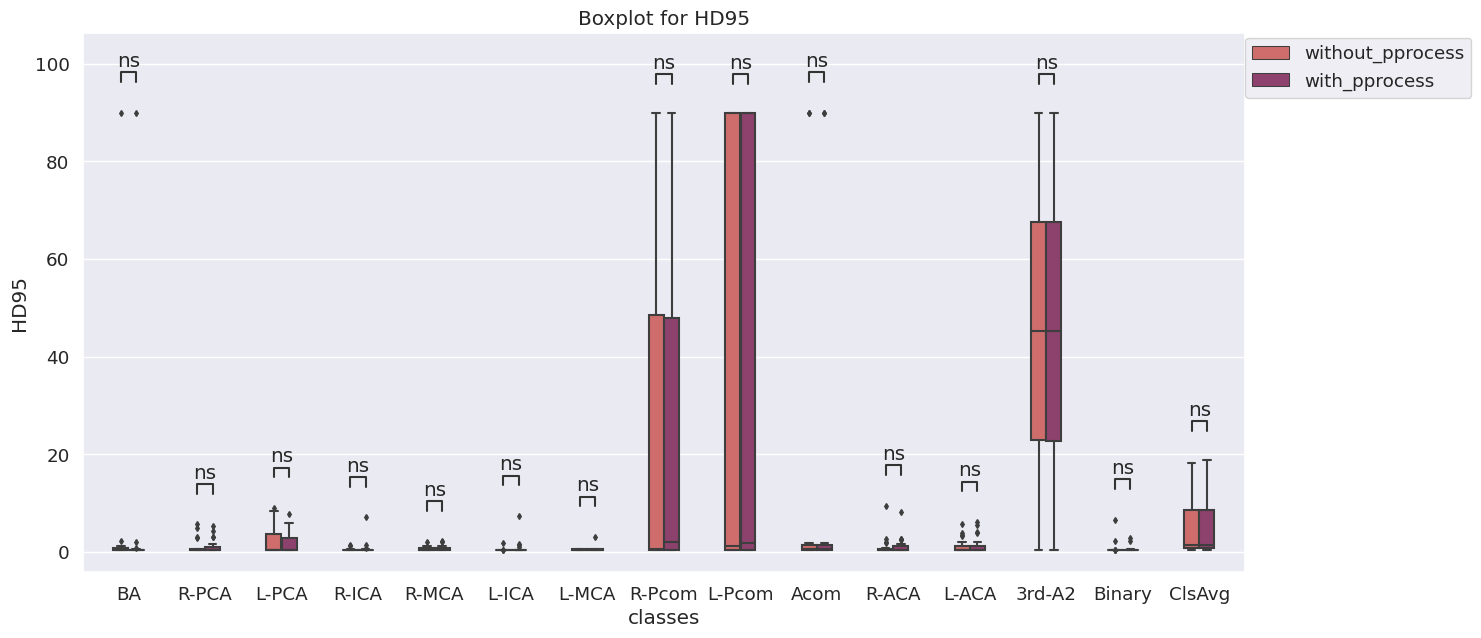 Boxplot for HD95
without_pprocess
with_pprocess
HD95
100
80
60
40
20
0
ns ns ns ns ns ns ns ns ns ns ns ns ns ns ns
BA R-PCA L-PCA R-ICA R-MCA L-ICA L-MCA R-Pcom L-Pcom Acom R-ACA L-ACA 3rd-A2 Binary ClsAvg
classes